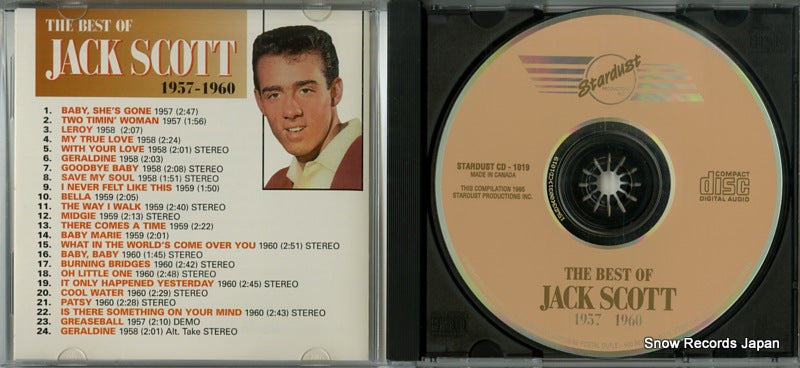 THE BEST OF
JACK SCOTT
1957-1960
1. BABY, SHE'S GONE 1957 (2:47)
2. TWO TIMIN' WOMAN 1957 (1:56)
3. LEROY 1958 (2:07)
4. MY TRUE LOVE 1958 (2:24)
5. WITH YOUR LOVE 1958 (2:01) STEREO
6. GERALDINE 1958 (2:03)
7. GOODBYE BABY 1958 (2:08) STEREO
8. SAVE MY SOUL 1958 (1:51) STEREO
9. I NEVER FELT LIKE THIS 1959 (1:50)
10. BELLA 1959 (2:05)
11. THE WAY I WALK 1959 (2:40) STEREO
12. MIDGIE 1959 (2:13) STEREO
13. THERE COMES A TIME 1959 (2:22)
14. BABY MARIE 1959 (2:01)
15. WHAT IN THE WORLD'S COME OVER YOU 1960 (2:51) STEREO
16. BABY, BABY 1960 (1:45) STEREO
17. BURNING BRIDGES 1960 (2:42) STEREO
18. OH LITTLE ONE 1960 (2:48) STEREO
19. IT ONLY HAPPENED YESTERDAY 1960 (2:45) STEREO
20. COOL WATER 1960 (2:29) STEREO
21. PATSY 1960 (2:28) STEREO
22. IS THERE SOMETHING ON YOUR MIND 1960 (2:43) STEREO
23. GREASEBALL 1957 (2:10) DEMO
24. GERALDINE 1958 (2:01) Alt. Take STEREO
Stardust
PRODUCTIONS
INC.
STARDUST CD - 1019
MADE IN CANADA
THIS COMPILATION 1995
STARDUST PRODUCTIONS INC.
COMPACT
disc
DIGITAL AUDIO
THE BEST OF
JACK SCOTT
1957 1960
Snow Records Japan